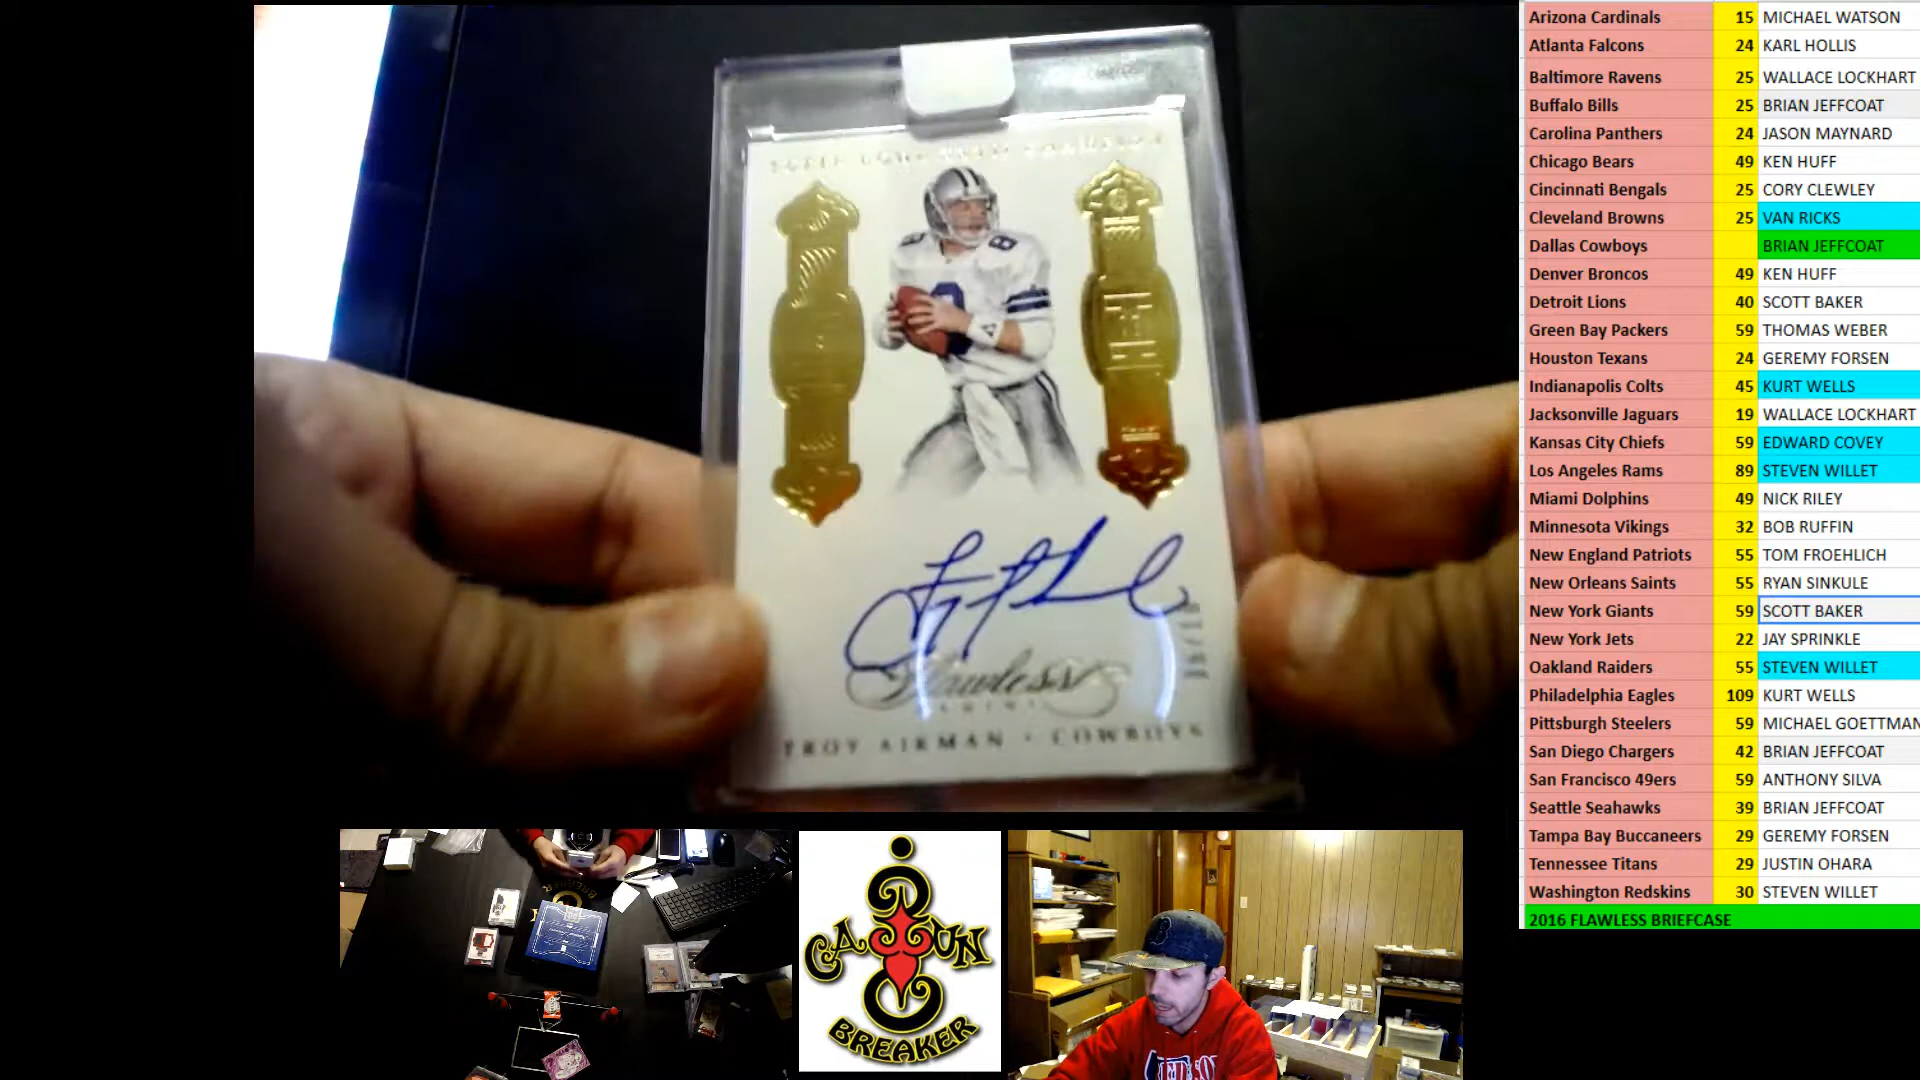 TROY AIKMAN • COWBOYS
Flawless
PANINI
CAJUN
BREAKER
Arizona Cardinals 15 MICHAEL WATSON
Atlanta Falcons 24 KARL HOLLIS
Baltimore Ravens 25 WALLACE LOCKHART
Buffalo Bills 25 BRIAN JEFFCOAT
Carolina Panthers 24 JASON MAYNARD
Chicago Bears 49 KEN HUFF
Cincinnati Bengals 25 CORY CLEWLEY
Cleveland Browns 25 VAN RICKS
Dallas Cowboys BRIAN JEFFCOAT
Denver Broncos 49 KEN HUFF
Detroit Lions 40 SCOTT BAKER
Green Bay Packers 59 THOMAS WEBER
Houston Texans 24 GEREMY FORSEN
Indianapolis Colts 45 KURT WELLS
Jacksonville Jaguars 19 WALLACE LOCKHART
Kansas City Chiefs 59 EDWARD COVEY
Los Angeles Rams 89 STEVEN WILLET
Miami Dolphins 49 NICK RILEY
Minnesota Vikings 32 BOB RUFFIN
New England Patriots 55 TOM FROEHLICH
New Orleans Saints 55 RYAN SINKULE
New York Giants 59 SCOTT BAKER
New York Jets 22 JAY SPRINKLE
Oakland Raiders 55 STEVEN WILLET
Philadelphia Eagles 109 KURT WELLS
Pittsburgh Steelers 59 MICHAEL GOETTMAN
San Diego Chargers 42 BRIAN JEFFCOAT
San Francisco 49ers 59 ANTHONY SILVA
Seattle Seahawks 39 BRIAN JEFFCOAT
Tampa Bay Buccaneers 29 GEREMY FORSEN
Tennessee Titans 29 JUSTIN OHARA
Washington Redskins 30 STEVEN WILLET
2016 FLAWLESS BRIEFCASE